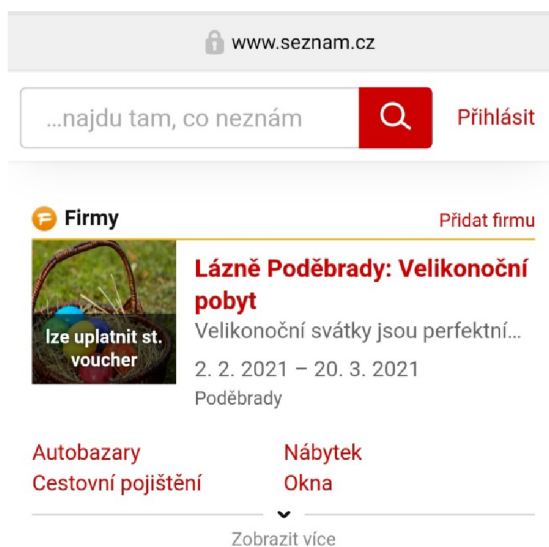 www.seznam.cz
...najdu tam, co neznám
Přihlásit
Firmy
Přidat firmu
lze uplatnit st.
voucher
Lázně Poděbrady: Velikonoční
pobyt
Velikonoční svátky jsou perfektní...
2. 2. 2021 – 20. 3. 2021
Poděbrady
Autobazary
Nábytek
Cestovní pojištění
Okna
Zobrazit více